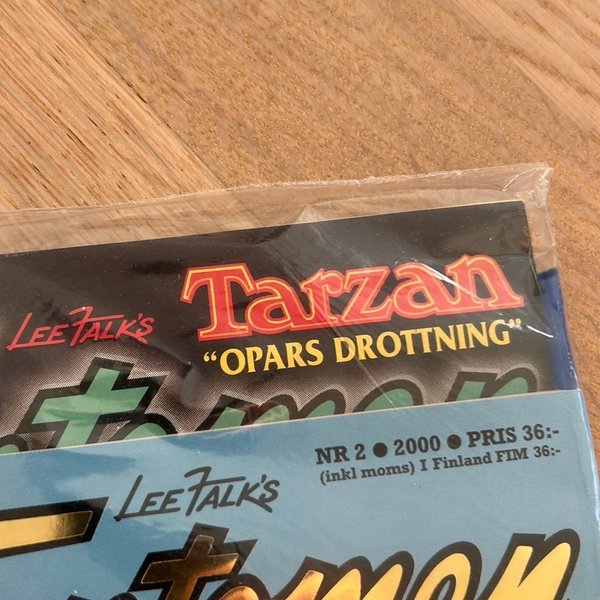 Tarzan
LEE FALK'S
“OPARS DROTTNING”
NR 2 ● 2000 ● PRIS 36:-
(inkl moms) I Finland FIM 36:-
LEE FALK'S